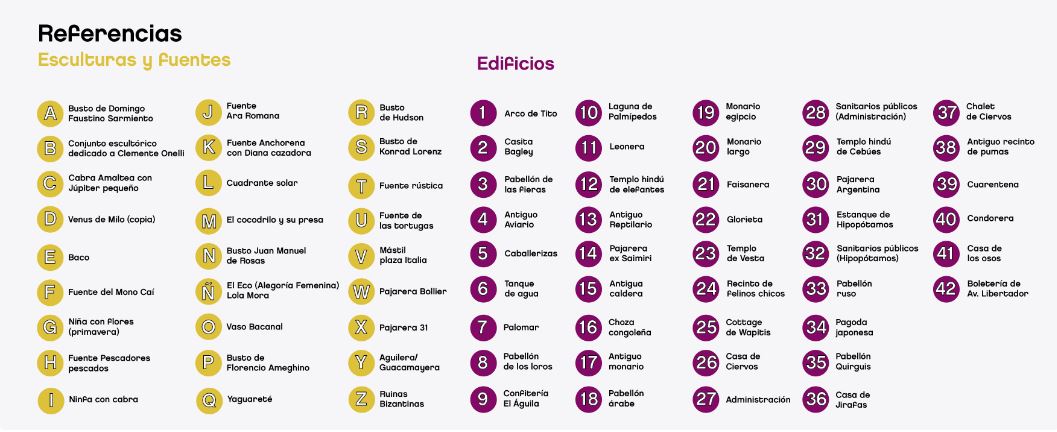 Referencias
Esculturas y fuentes
A
Busto de Domingo
Faustino Sarmiento
B
Conjunto escultórico
dedicado a Clemente Onelli
C
Cabra Amaltea con
Júpiter pequeño
D
Venus de Milo (copia)
E
Baco
F
Fuente del Mono Caí
G
Niña con flores
(primavera)
H
Fuente Pescadores
pescados
I
Ninfa con cabra
J
Fuente
Ara Romana
K
Fuente Anchorena
con Diana cazadora
L
Cuadrante solar
M
El cocodrilo y su presa
N
Busto Juan Manuel
de Rosas
Ñ
El Eco (Alegoría Femenina)
Lola Mora
O
Vaso Bacanal
P
Busto de
Florencio Ameghino
Q
Yaguareté
R
Busto
de Hudson
S
Busto de
Konrad Lorenz
T
Fuente rústica
U
Fuente de
las tortugas
V
Mástil
plaza Italia
W
Pajarera Bollier
X
Pajarera 31
Y
Aguilera/
Guacamayera
Z
Ruinas
Bizantinas
Edificios
1
Arco de Tito
2
Casita
Bagley
3
Pabellón de
las fieras
4
Antiguo
Aviario
5
Caballerizas
6
Tanque
de agua
7
Palomar
8
Pabellón
de los loros
9
Confitería
El Águila
10
Laguna de
Palmípedos
11
Leonera
12
Templo hindú
de elefantes
13
Antiguo
Reptilario
14
Pajarera
ex Saimiri
15
Antigua
caldera
16
Choza
congoleña
17
Antiguo
monario
18
Pabellón
árabe
19
Monario
egipcio
20
Monario
largo
21
Faisanera
22
Glorieta
23
Templo
de Vesta
24
Recinto de
felinos chicos
25
Cottage
de Wapitis
26
Casa de
Ciervos
27
Administración
28
Sanitarios públicos
(Administración)
29
Templo hindú
de Cebúes
30
Pajarera
Argentina
31
Estanque de
Hipopótamos
32
Sanitarios públicos
(Hipopótamos)
33
Pabellón
ruso
34
Pagoda
japonesa
35
Pabellón
Quirguis
36
Casa de
Jirafas
37
Chalet
de Ciervos
38
Antiguo recinto
de pumas
39
Cuarentena
40
Condorera
41
Casa de
los osos
42
Boletería de
Av. Libertador